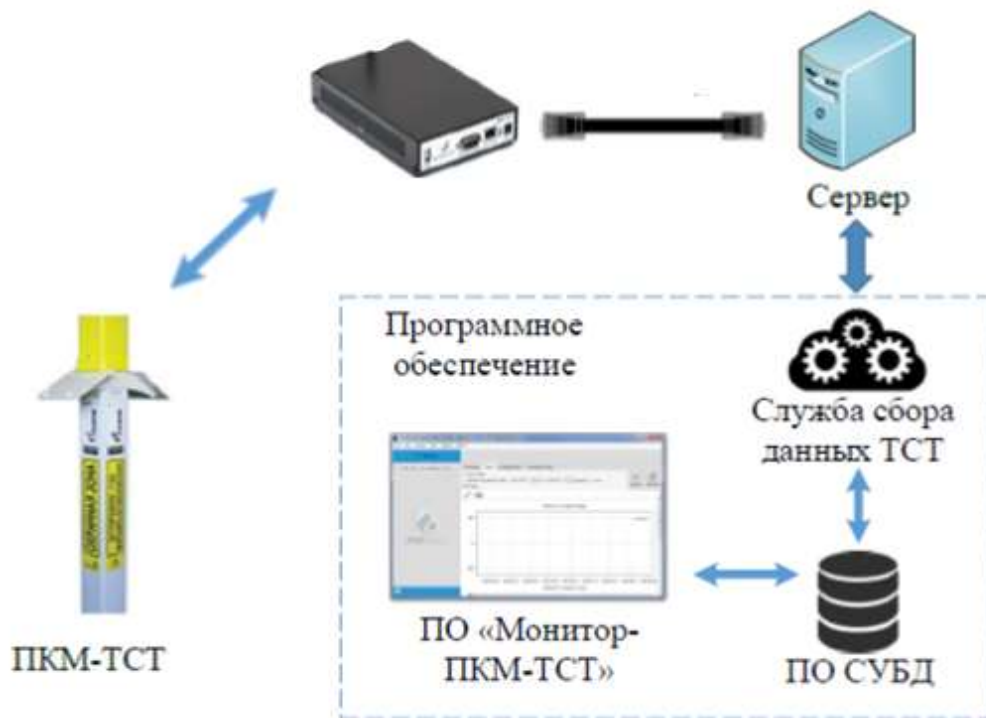 Сервер
Программное
обеспечение
Служба сбора
данных ТСТ
ПО «Монитор-
ПКМ-ТСТ»
ПО СУБД
ПКМ-ТСТ